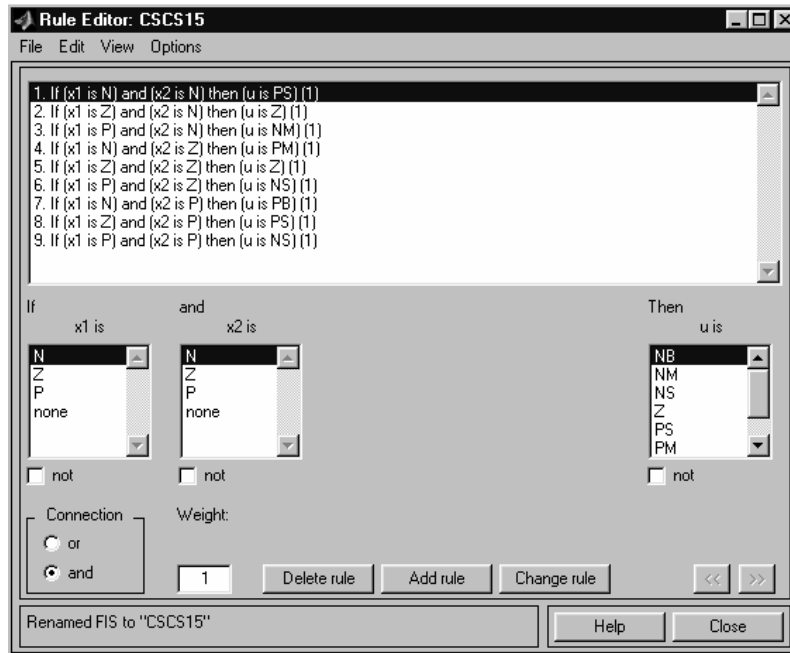 Rule Editor: CSCS15
File Edit View Options
1. If (x1 is N) and (x2 is N) then (u is PS) (1)
2. If (x1 is Z) and (x2 is N) then (u is Z) (1)
3. If (x1 is P) and (x2 is N) then (u is NM) (1)
4. If (x1 is N) and (x2 is Z) then (u is PM) (1)
5. If (x1 is Z) and (x2 is Z) then (u is Z) (1)
6. If (x1 is P) and (x2 is Z) then (u is NS) (1)
7. If (x1 is N) and (x2 is P) then (u is PB) (1)
8. If (x1 is Z) and (x2 is P) then (u is PS) (1)
9. If (x1 is P) and (x2 is P) then (u is NS) (1)
If and Then
x1 is x2 is u is
N N NB
Z Z NM
P P NS
none none Z
PS
PM
not not not
Connection Weight:
or
and 1 Delete rule Add rule Change rule << >>
Renamed FIS to "CSCS15" Help Close